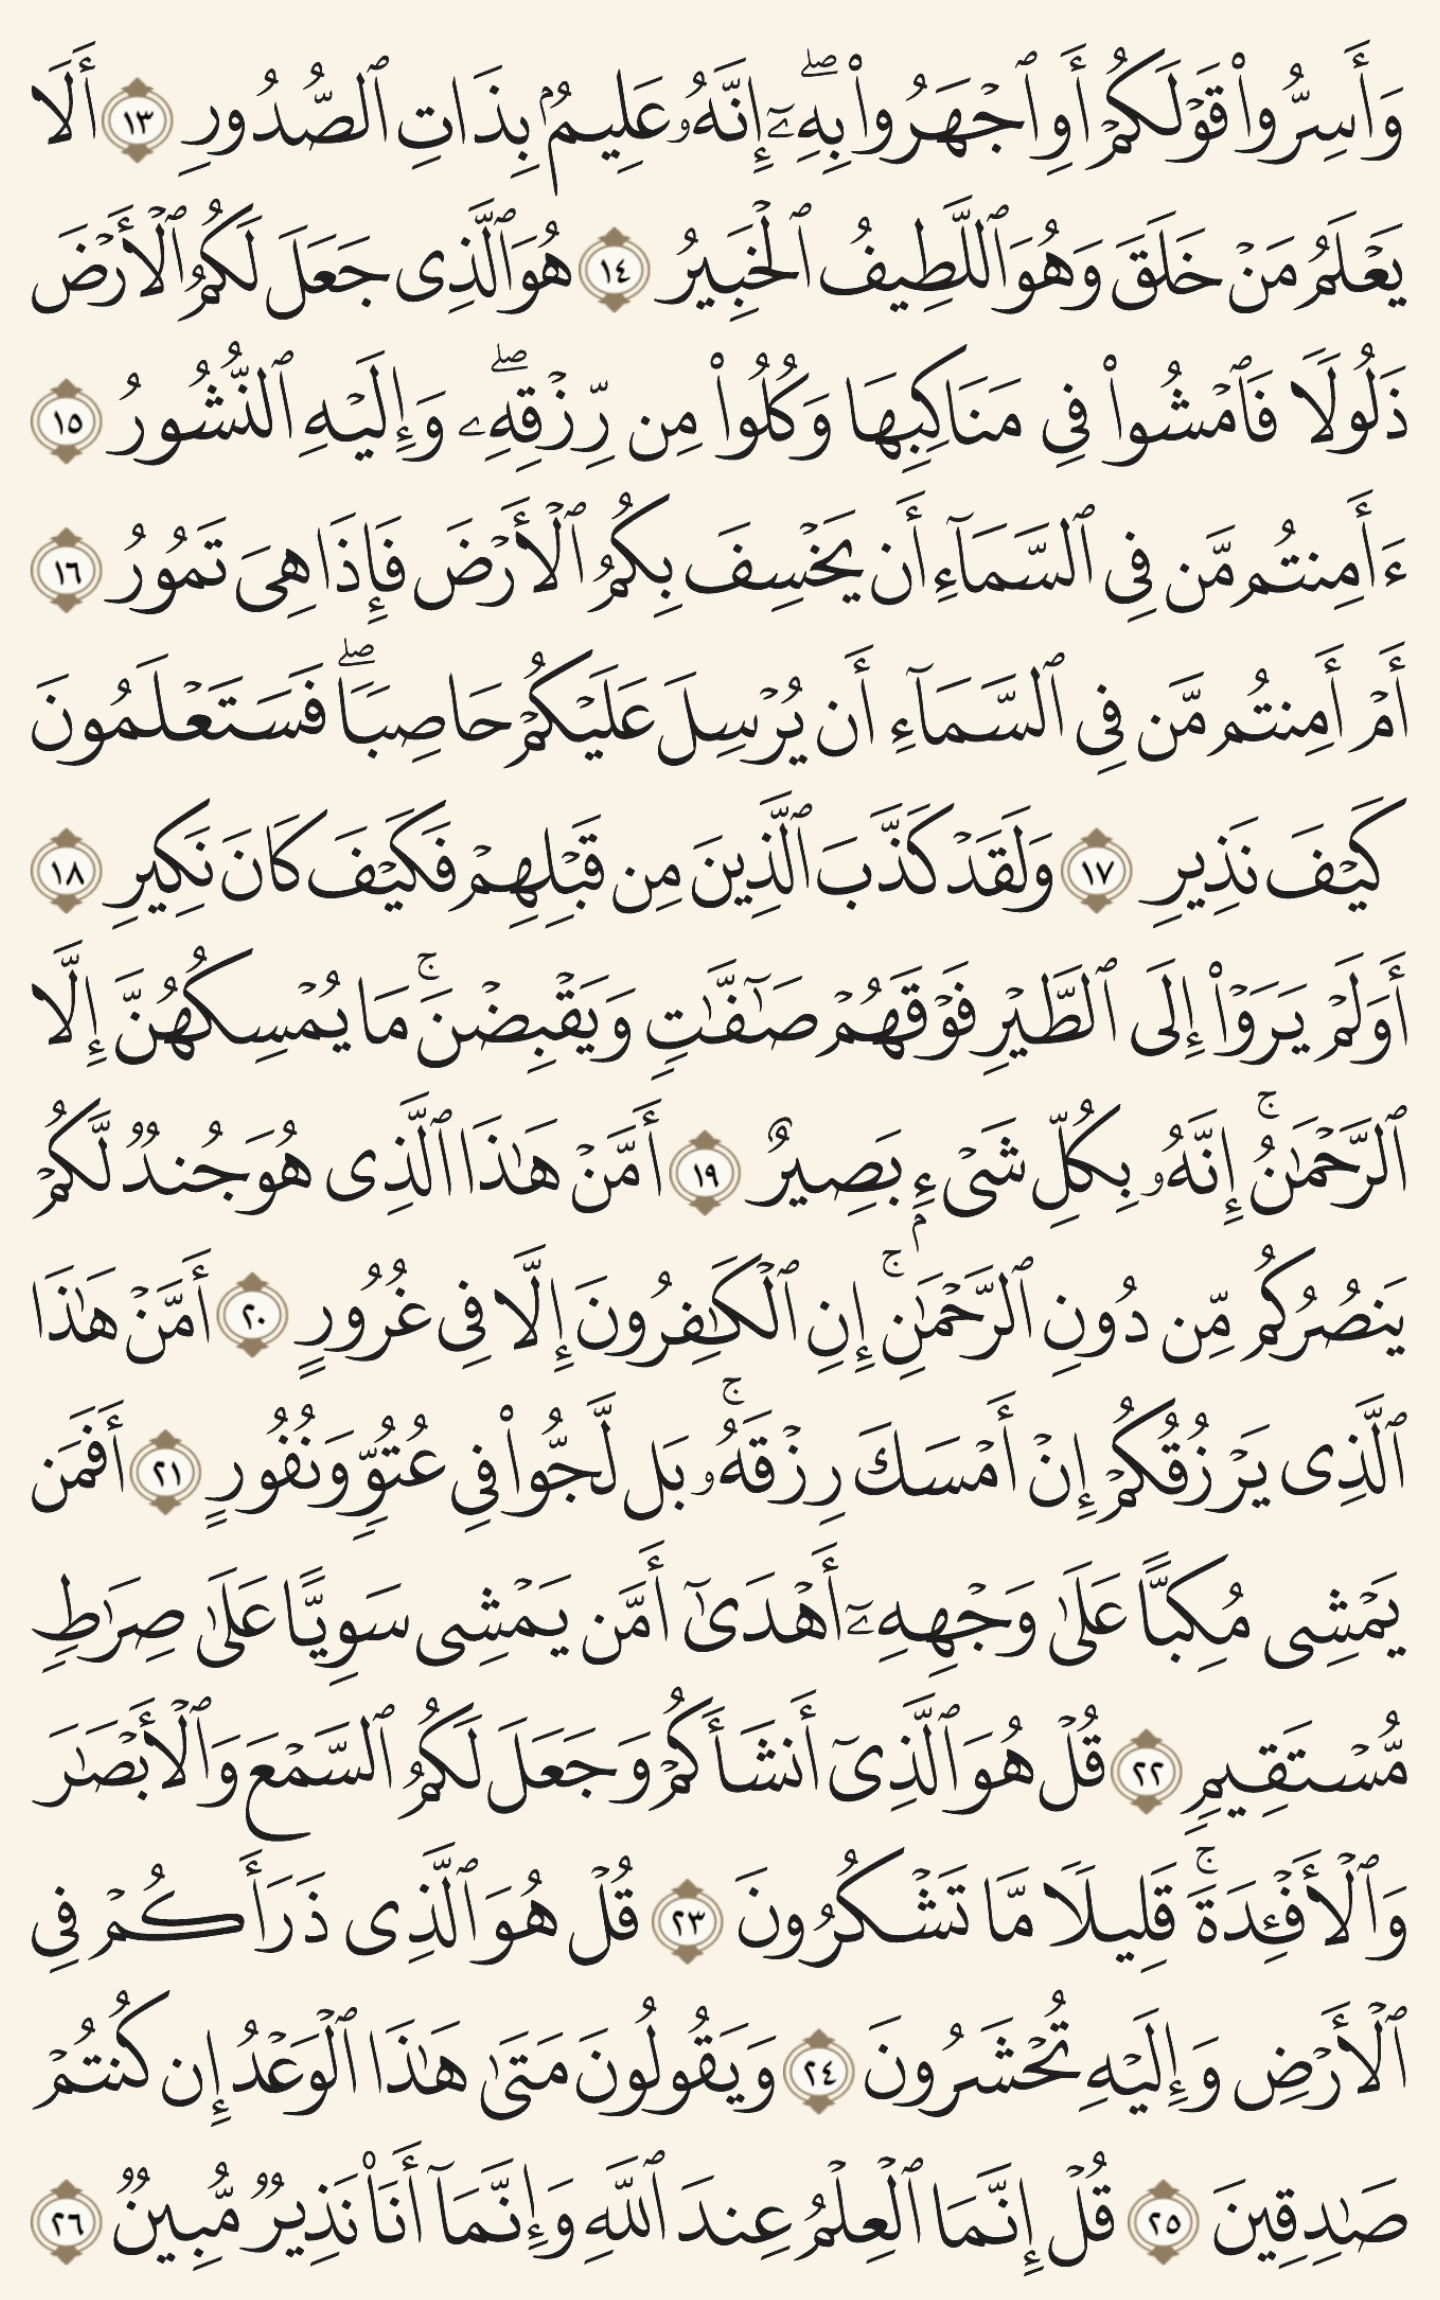 وَأَسِرُّوا۟ قَوْلَكُمْ أَوِ ٱجْهَرُوا۟ بِهِۦٓ ۖ إِنَّهُۥ عَلِيمٌۢ بِذَاتِ ٱلصُّدُورِ ١٣ أَلَا
يَعْلَمُ مَنْ خَلَقَ وَهُوَ ٱللَّطِيفُ ٱلْخَبِيرُ ١٤ هُوَ ٱلَّذِى جَعَلَ لَكُمُ ٱلْأَرْضَ
ذَلُولًا فَٱمْشُوا۟ فِى مَنَاكِبِهَا وَكُلُوا۟ مِن رِّزْقِهِۦ ۖ وَإِلَيْهِ ٱلنُّشُورُ ١٥
ءَأَمِنتُم مَّن فِى ٱلسَّمَآءِ أَن يَخْسِفَ بِكُمُ ٱلْأَرْضَ فَإِذَا هِىَ تَمُورُ ١٦
أَمْ أَمِنتُم مَّن فِى ٱلسَّمَآءِ أَن يُرْسِلَ عَلَيْكُمْ حَاصِبًا ۖ فَسَتَعْلَمُونَ
كَيْفَ نَذِيرِ ١٧ وَلَقَدْ كَذَّبَ ٱلَّذِينَ مِن قَبْلِهِمْ فَكَيْفَ كَانَ نَكِيرِ ١٨
أَوَلَمْ يَرَوْا۟ إِلَى ٱلطَّيْرِ فَوْقَهُمْ صَـٰٓفَّـٰتٍ وَيَقْبِضْنَ ۚ مَا يُمْسِكُهُنَّ إِلَّا
ٱلرَّحْمَـٰنُ ۚ إِنَّهُۥ بِكُلِّ شَىْءٍۭ بَصِيرٌ ١٩ أَمَّنْ هَـٰذَا ٱلَّذِى هُوَ جُندٌ لَّكُمْ
يَنصُرُكُم مِّن دُونِ ٱلرَّحْمَـٰنِ ۚ إِنِ ٱلْكَـٰفِرُونَ إِلَّا فِى غُرُورٍ ٢٠ أَمَّنْ هَـٰذَا
ٱلَّذِى يَرْزُقُكُمْ إِنْ أَمْسَكَ رِزْقَهُۥ ۚ بَل لَّجُّوا۟ فِى عُتُوٍّ وَنُفُورٍ ٢١ أَفَمَن
يَمْشِى مُكِبًّا عَلَىٰ وَجْهِهِۦٓ أَهْدَىٰٓ أَمَّن يَمْشِى سَوِيًّا عَلَىٰ صِرَٰطٍ
مُّسْتَقِيمٍ ٢٢ قُلْ هُوَ ٱلَّذِىٓ أَنشَأَكُمْ وَجَعَلَ لَكُمُ ٱلسَّمْعَ وَٱلْأَبْصَـٰرَ
وَٱلْأَفْـِٔدَةَ ۚ قَلِيلًا مَّا تَشْكُرُونَ ٢٣ قُلْ هُوَ ٱلَّذِى ذَرَأَكُمْ فِى
ٱلْأَرْضِ وَإِلَيْهِ تُحْشَرُونَ ٢٤ وَيَقُولُونَ مَتَىٰ هَـٰذَا ٱلْوَعْدُ إِن كُنتُمْ
صَـٰدِقِينَ ٢٥ قُلْ إِنَّمَا ٱلْعِلْمُ عِندَ ٱللَّهِ وَإِنَّمَآ أَنَا۠ نَذِيرٌ مُّبِينٌ ٢٦